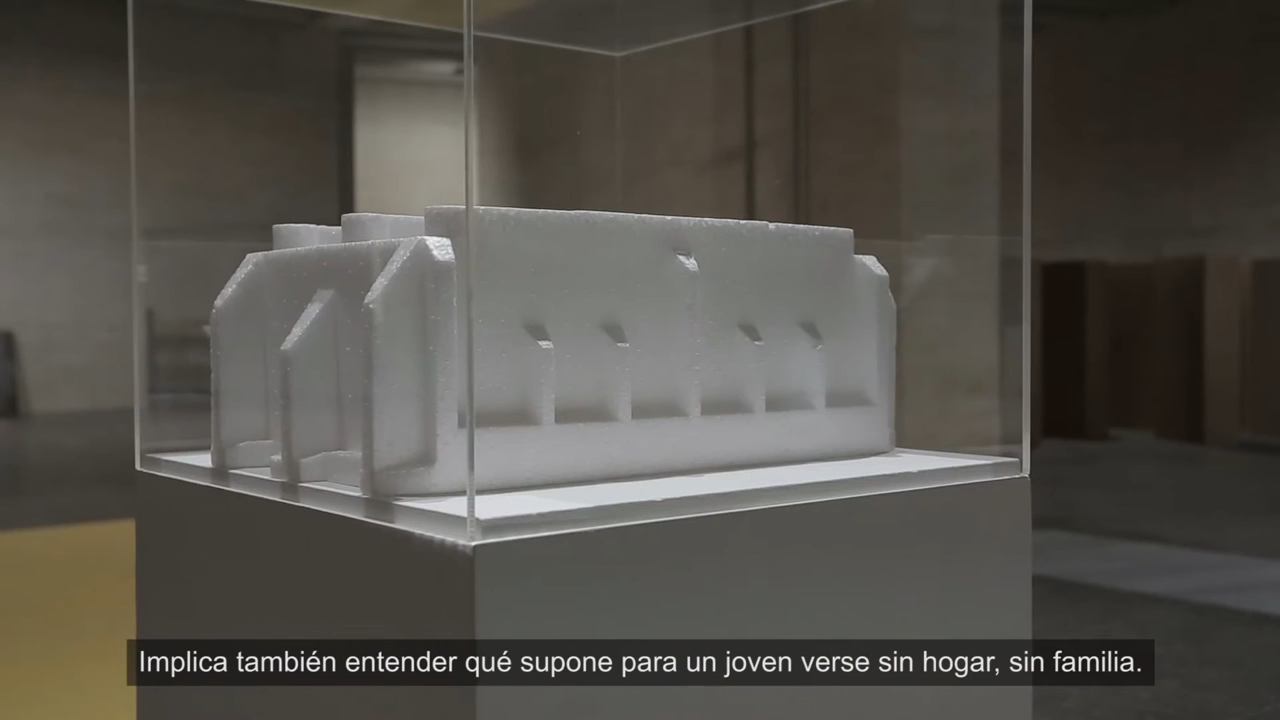 Implica también entender qué supone para un joven verse sin hogar, sin familia.